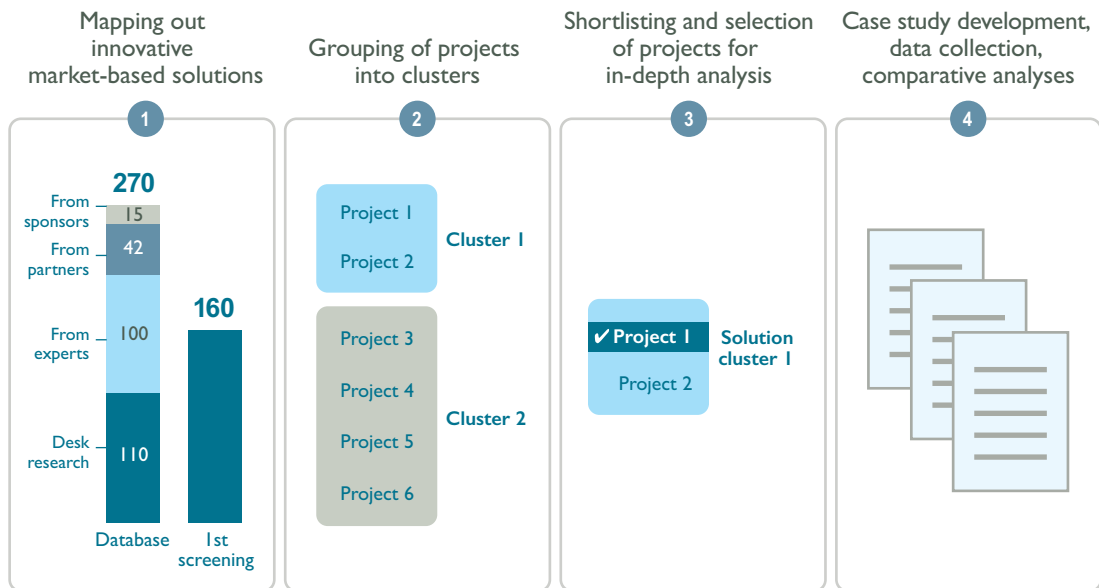 Mapping out
innovative
market-based solutions
1
270
From
sponsors
15
From
partners
42
160
From
experts
100
Desk
research
110
Database
1st
screening
Grouping of projects
into clusters
2
Project 1
Project 2
Cluster 1
Project 3
Project 4
Project 5
Project 6
Cluster 2
Shortlisting and selection
of projects for
in-depth analysis
3
✔ Project 1
Project 2
Solution
cluster 1
Case study development,
data collection,
comparative analyses
4